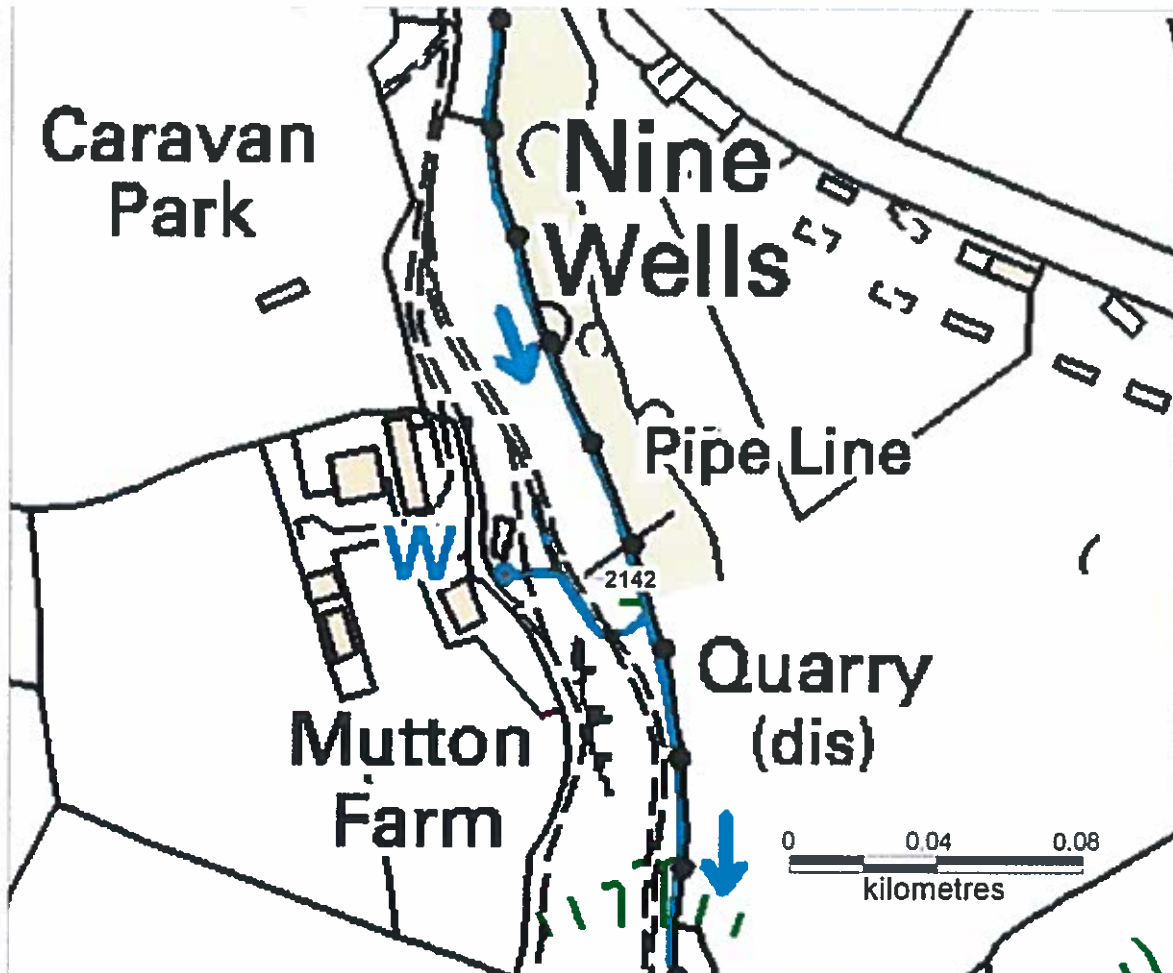 Caravan
Park
Nine
Wells
Pipe Line
W
2142
Quarry
(dis)
Mutton
Farm
0 0.04 0.08
kilometres